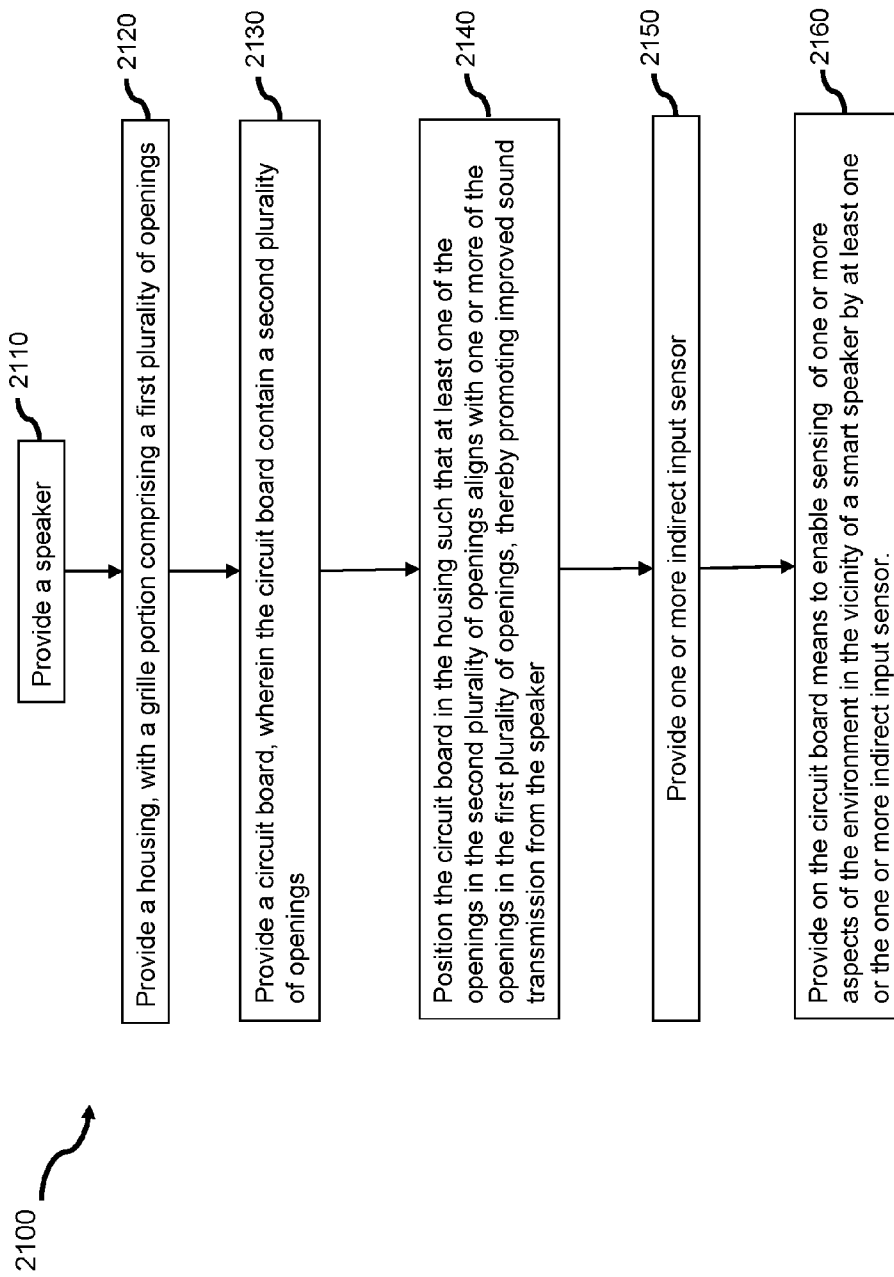 2100
2110
Provide a speaker
2120
Provide a housing, with a grille portion comprising a first plurality of openings
2130
Provide a circuit board, wherein the circuit board contain a second plurality
of openings
2140
Position the circuit board in the housing such that at least one of the
openings in the second plurality of openings aligns with one or more of the
openings in the first plurality of openings, thereby promoting improved sound
transmission from the speaker
2150
Provide one or more indirect input sensor
2160
Provide on the circuit board means to enable sensing of one or more
aspects of the environment in the vicinity of a smart speaker by at least one
or the one or more indirect input sensor.